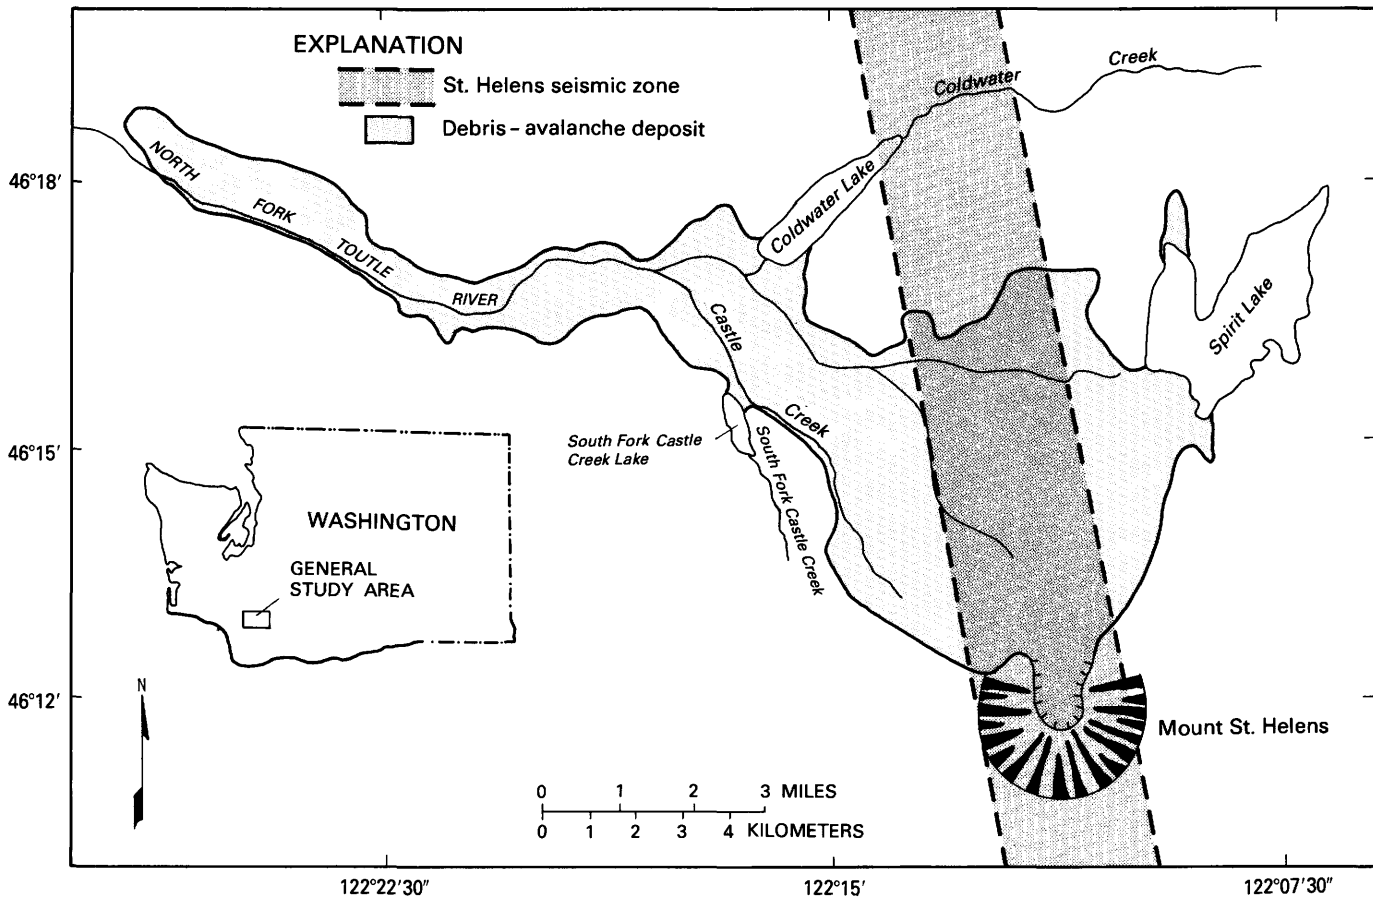 EXPLANATION
St. Helens seismic zone
Debris – avalanche deposit
Coldwater Creek
46°18′
NORTH FORK TOUTLE RIVER
Coldwater Lake
Spirit Lake
Castle Creek
46°15′
South Fork Castle
Creek Lake
South Fork Castle Creek
WASHINGTON
GENERAL
STUDY AREA
N
46°12′
Mount St. Helens
0 1 2 3 MILES
0 1 2 3 4 KILOMETERS
122°22′30″ 122°15′ 122°07′30″